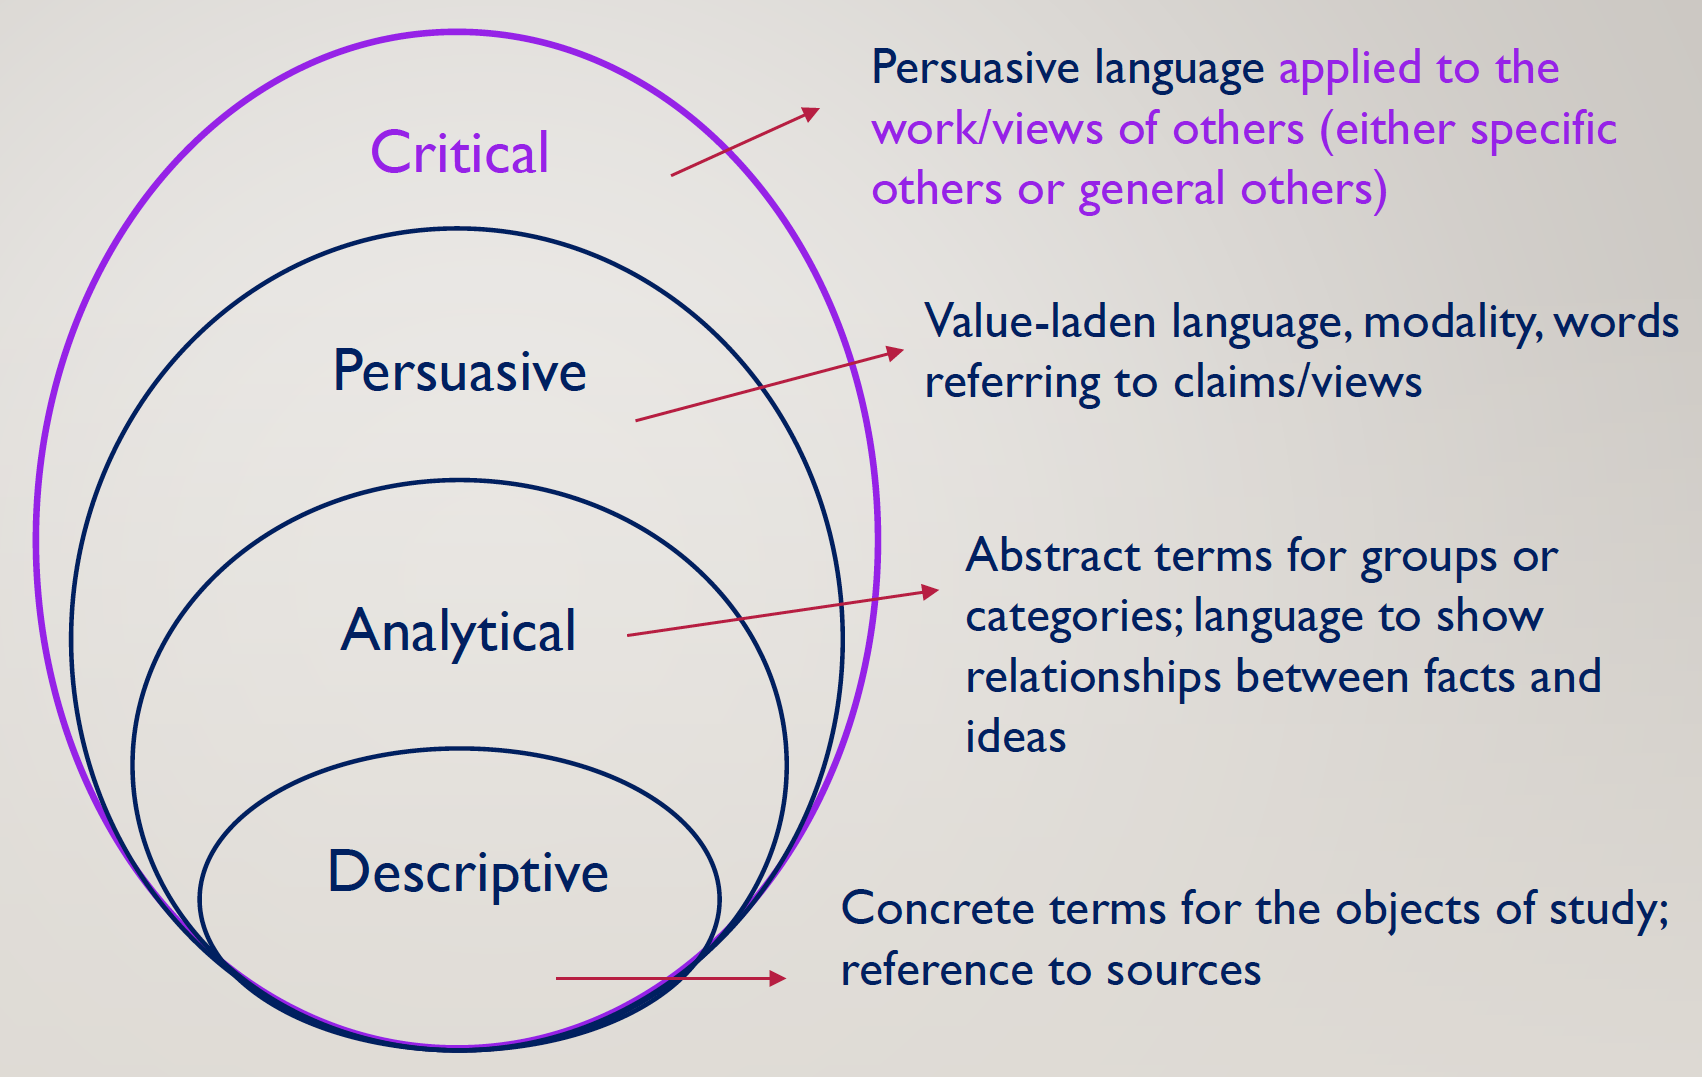 Critical
Persuasive language applied to the
work/views of others (either specific
others or general others)
Persuasive
Value-laden language, modality, words
referring to claims/views
Analytical
Abstract terms for groups or
categories; language to show
relationships between facts and
ideas
Descriptive
Concrete terms for the objects of study;
reference to sources